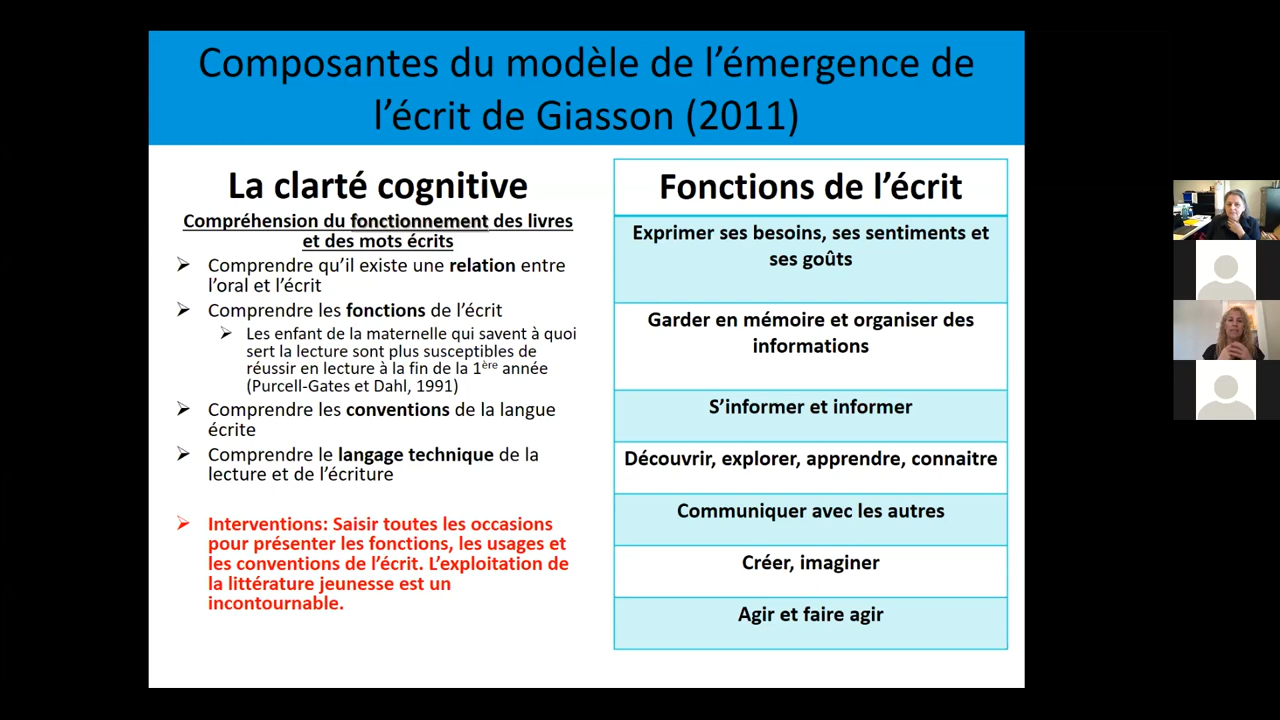 Composantes du modèle de l’émergence de
l’écrit de Giasson (2011)
La clarté cognitive
Compréhension du fonctionnement des livres
et des mots écrits
Comprendre qu’il existe une relation entre
l’oral et l’écrit
Comprendre les fonctions de l’écrit
Les enfant de la maternelle qui savent à quoi
sert la lecture sont plus susceptibles de
réussir en lecture à la fin de la 1ère année
(Purcell-Gates et Dahl, 1991)
Comprendre les conventions de la langue
écrite
Comprendre le langage technique de la
lecture et de l’écriture
Interventions: Saisir toutes les occasions
pour présenter les fonctions, les usages et
les conventions de l’écrit. L’exploitation de
la littérature jeunesse est un
incontournable.
Fonctions de l’écrit
Exprimer ses besoins, ses sentiments et
ses goûts
Garder en mémoire et organiser des
informations
S’informer et informer
Découvrir, explorer, apprendre, connaitre
Communiquer avec les autres
Créer, imaginer
Agir et faire agir